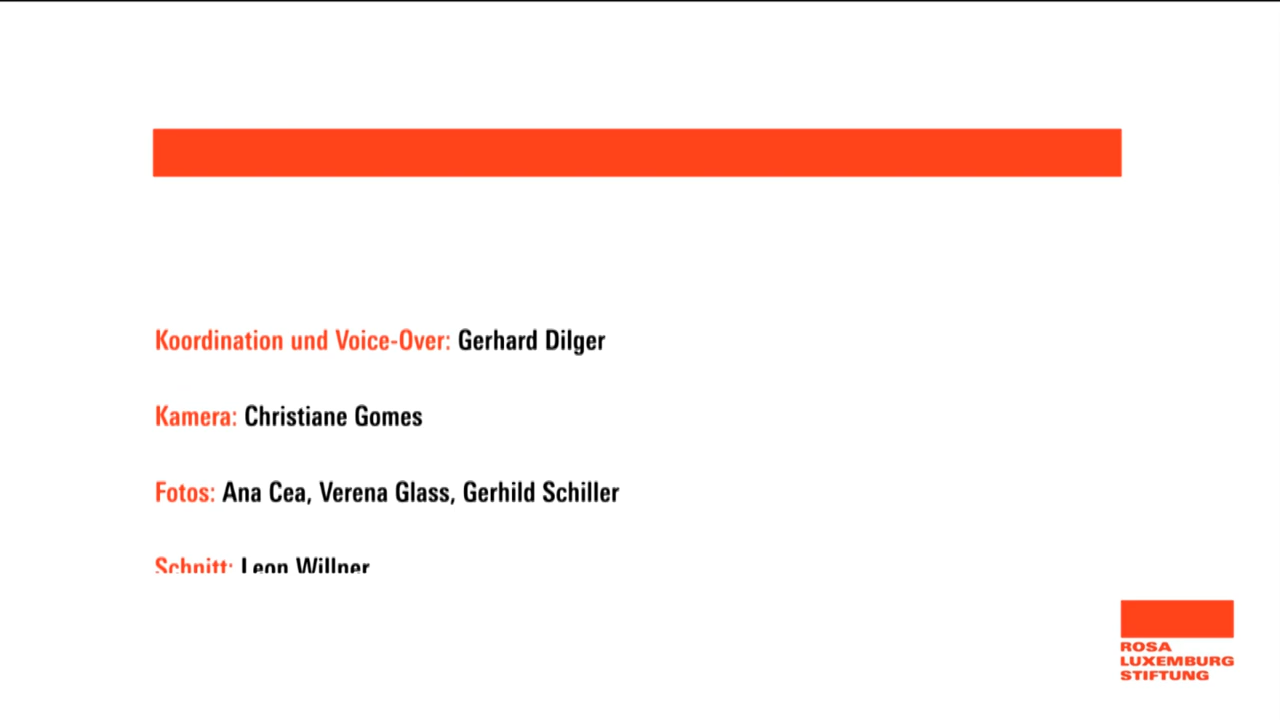 Koordination und Voice-Over: Gerhard Dilger
Kamera: Christiane Gomes
Fotos: Ana Cea, Verena Glass, Gerhild Schiller
Schnitt: Leon Willner
ROSA
LUXEMBURG
STIFTUNG